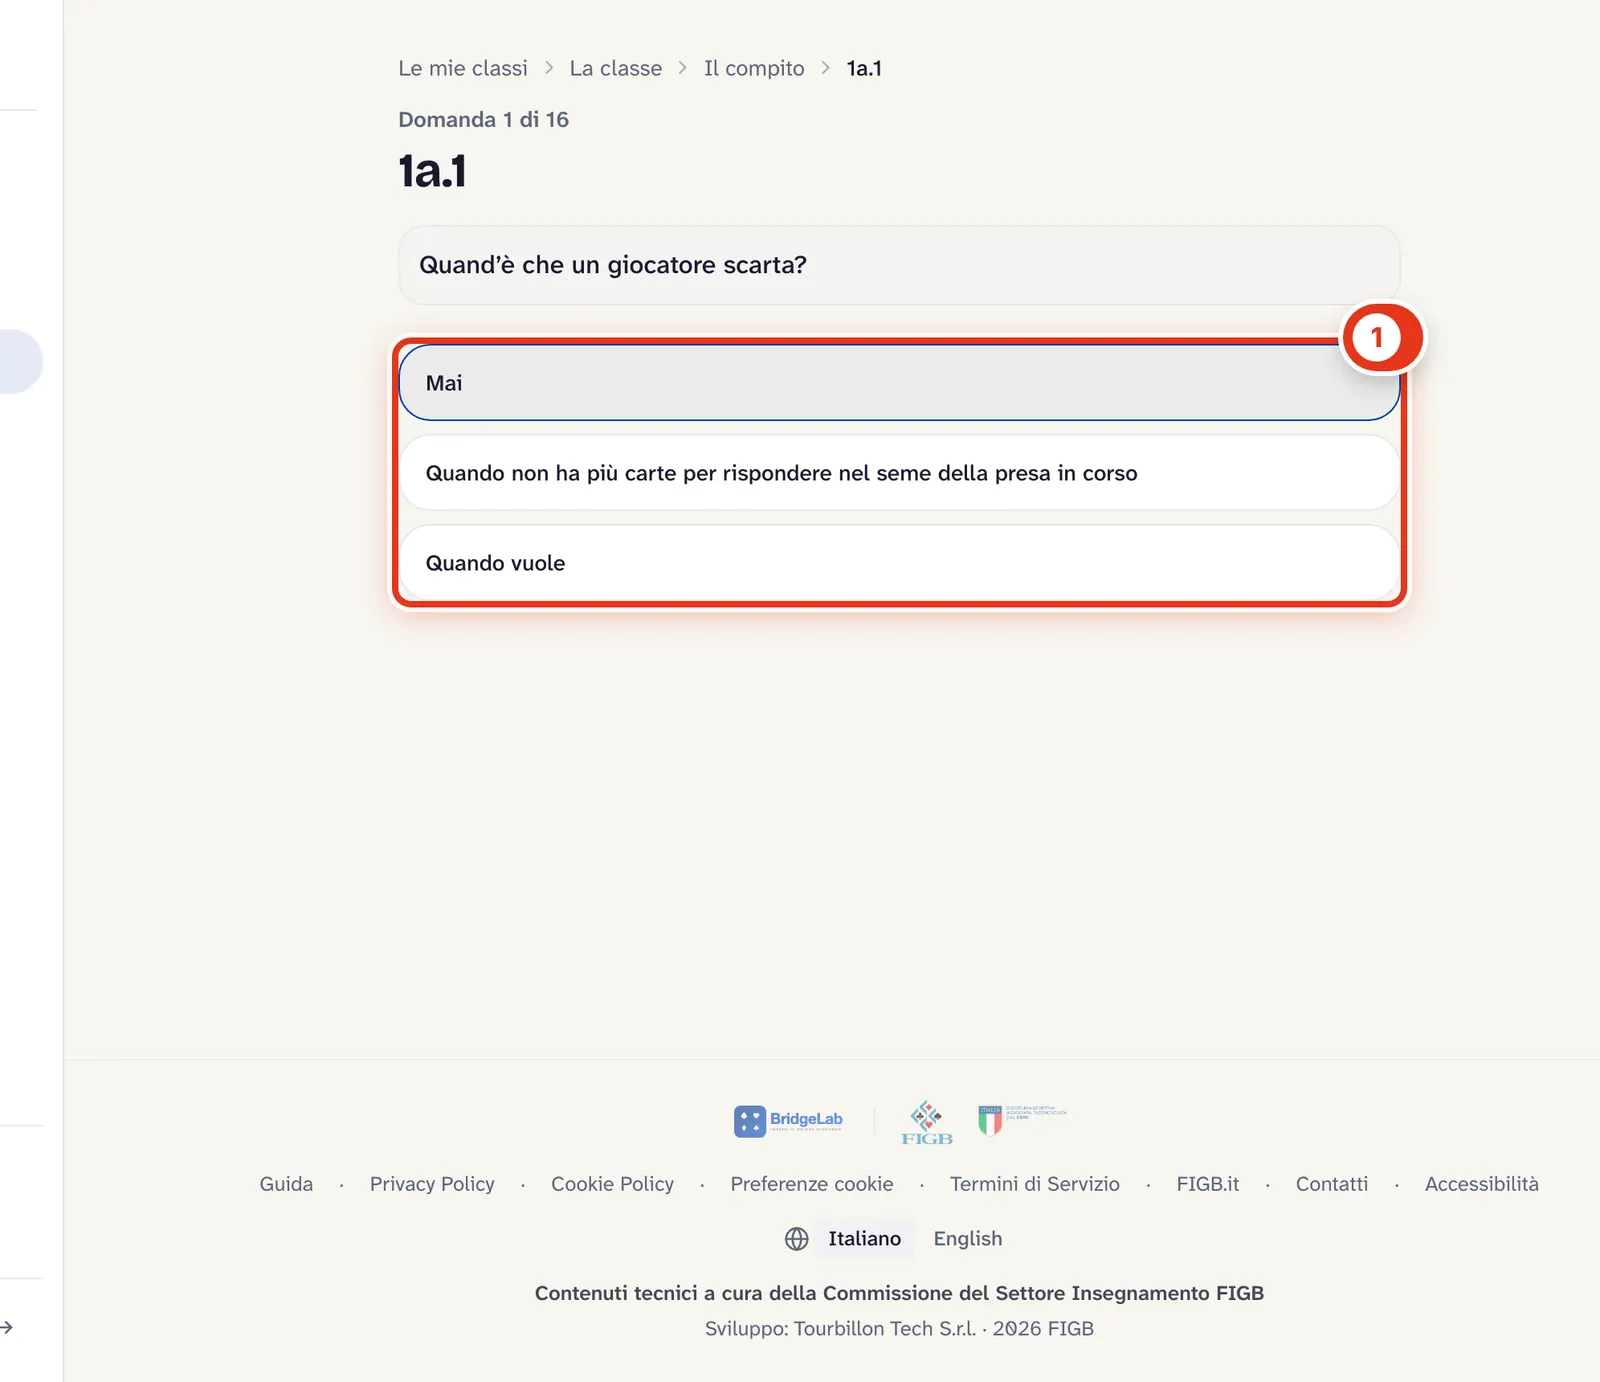 Le mie classi > La classe > Il compito > 1a.1
Domanda 1 di 16
1a.1
Quand’è che un giocatore scarta?
1
Mai
Quando non ha più carte per rispondere nel seme della presa in corso
Quando vuole
BridgeLab
FIGB
ITALIA
Guida · Privacy Policy · Cookie Policy · Preferenze cookie · Termini di Servizio · FIGB.it · Contatti · Accessibilità
Italiano English
Contenuti tecnici a cura della Commissione del Settore Insegnamento FIGB
Sviluppo: Tourbillon Tech S.r.l. · 2026 FIGB